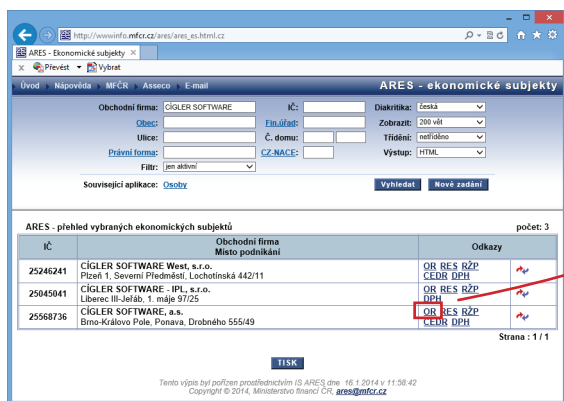 http://wwwinfo.mfcr.cz/ares/ares_es.html.cz
ARES - Ekonomické subjekty
x Převést Vybrat
Úvod Nápověda MFČR Asseco E-mail ARES - ekonomické subjekty
Obchodní firma: CÍGLER SOFTWARE IČ: Diakritika: česká
Obec: Fin.úřad: Zobrazit: 200 vět
Ulice: Č. domu: Třídění: netříděno
Právní forma: CZ-NACE: Výstup: HTML
Filtr: jen aktivní
Související aplikace: Osoby Vyhledat Nové zadání
ARES - přehled vybraných ekonomických subjektů počet: 3
IČ Obchodní firma Odkazy
Místo podnikání
25246241 CÍGLER SOFTWARE West, s.r.o. OR RES RŽP
Plzeň 1, Severní Předměstí, Lochotínská 442/11 CEDR DPH
25045041 CÍGLER SOFTWARE - IPL, s.r.o. OR RES RŽP
Liberec III-Jeřáb, 1. máje 97/25 DPH
25568736 CÍGLER SOFTWARE, a.s. OR RES RŽP
Brno-Královo Pole, Ponava, Drobného 555/49 CEDR DPH
Strana : 1 / 1
TISK
Tento výpis byl pořízen prostřednictvím IS ARES dne 16.1.2014 v 11:58:42
Copyright © 2014, Ministerstvo financí ČR, ares@mfcr.cz